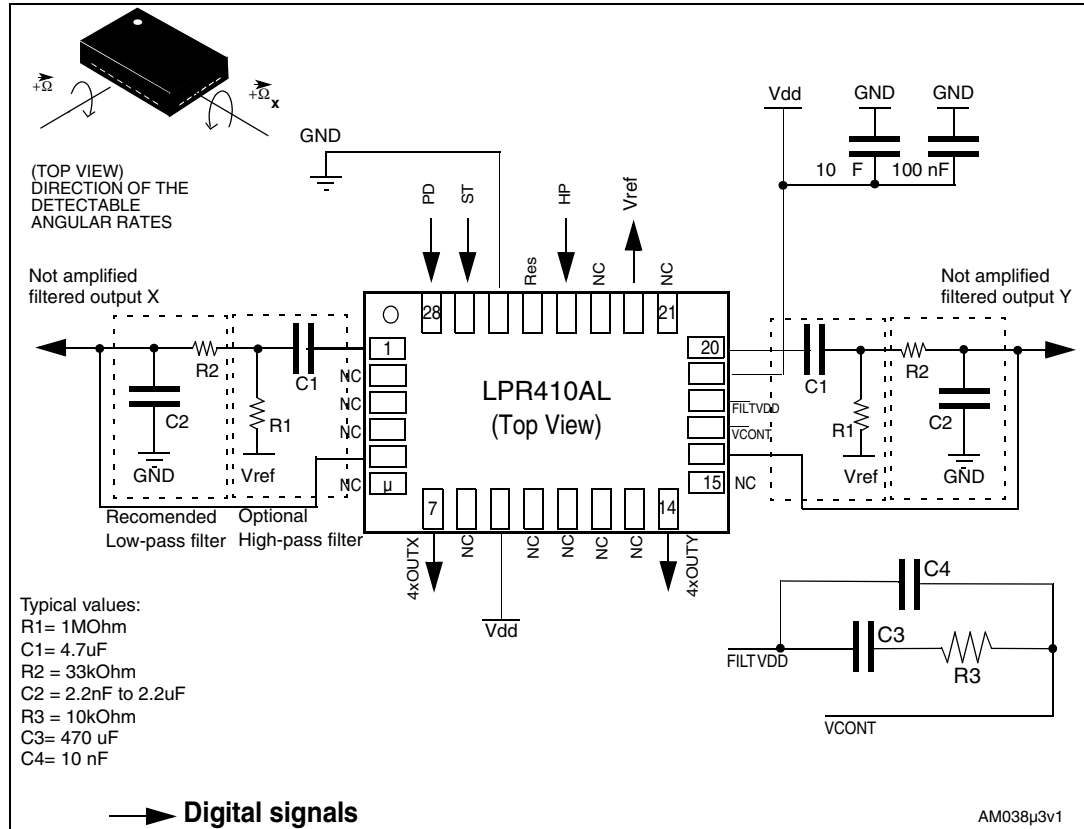 +Ω
+Ωx
(TOP VIEW)
DIRECTION OF THE
DETECTABLE
ANGULAR RATES
GND
Vdd
GND
GND
10 F
100 nF
PD
ST
Res
HP
NC
Vref
NC
Not amplified
filtered output X
Not amplified
filtered output Y
28
21
1
20
R2
C1
C2
R1
GND
Vref
NC
NC
NC
NC
µ
LPR410AL
(Top View)
FILTVDD
VCONT
15
NC
C1
R2
R1
C2
Vref
GND
Recomended
Low-pass filter
Optional
High-pass filter
7
14
4xOUTX
NC
Vdd
NC
NC
NC
NC
4xOUTY
C4
C3
R3
FILTVDD
VCONT
Typical values:
R1= 1MOhm
C1= 4.7uF
R2 = 33kOhm
C2 = 2.2nF to 2.2uF
R3 = 10kOhm
C3= 470 uF
C4= 10 nF
Digital signals
AM038µ3v1